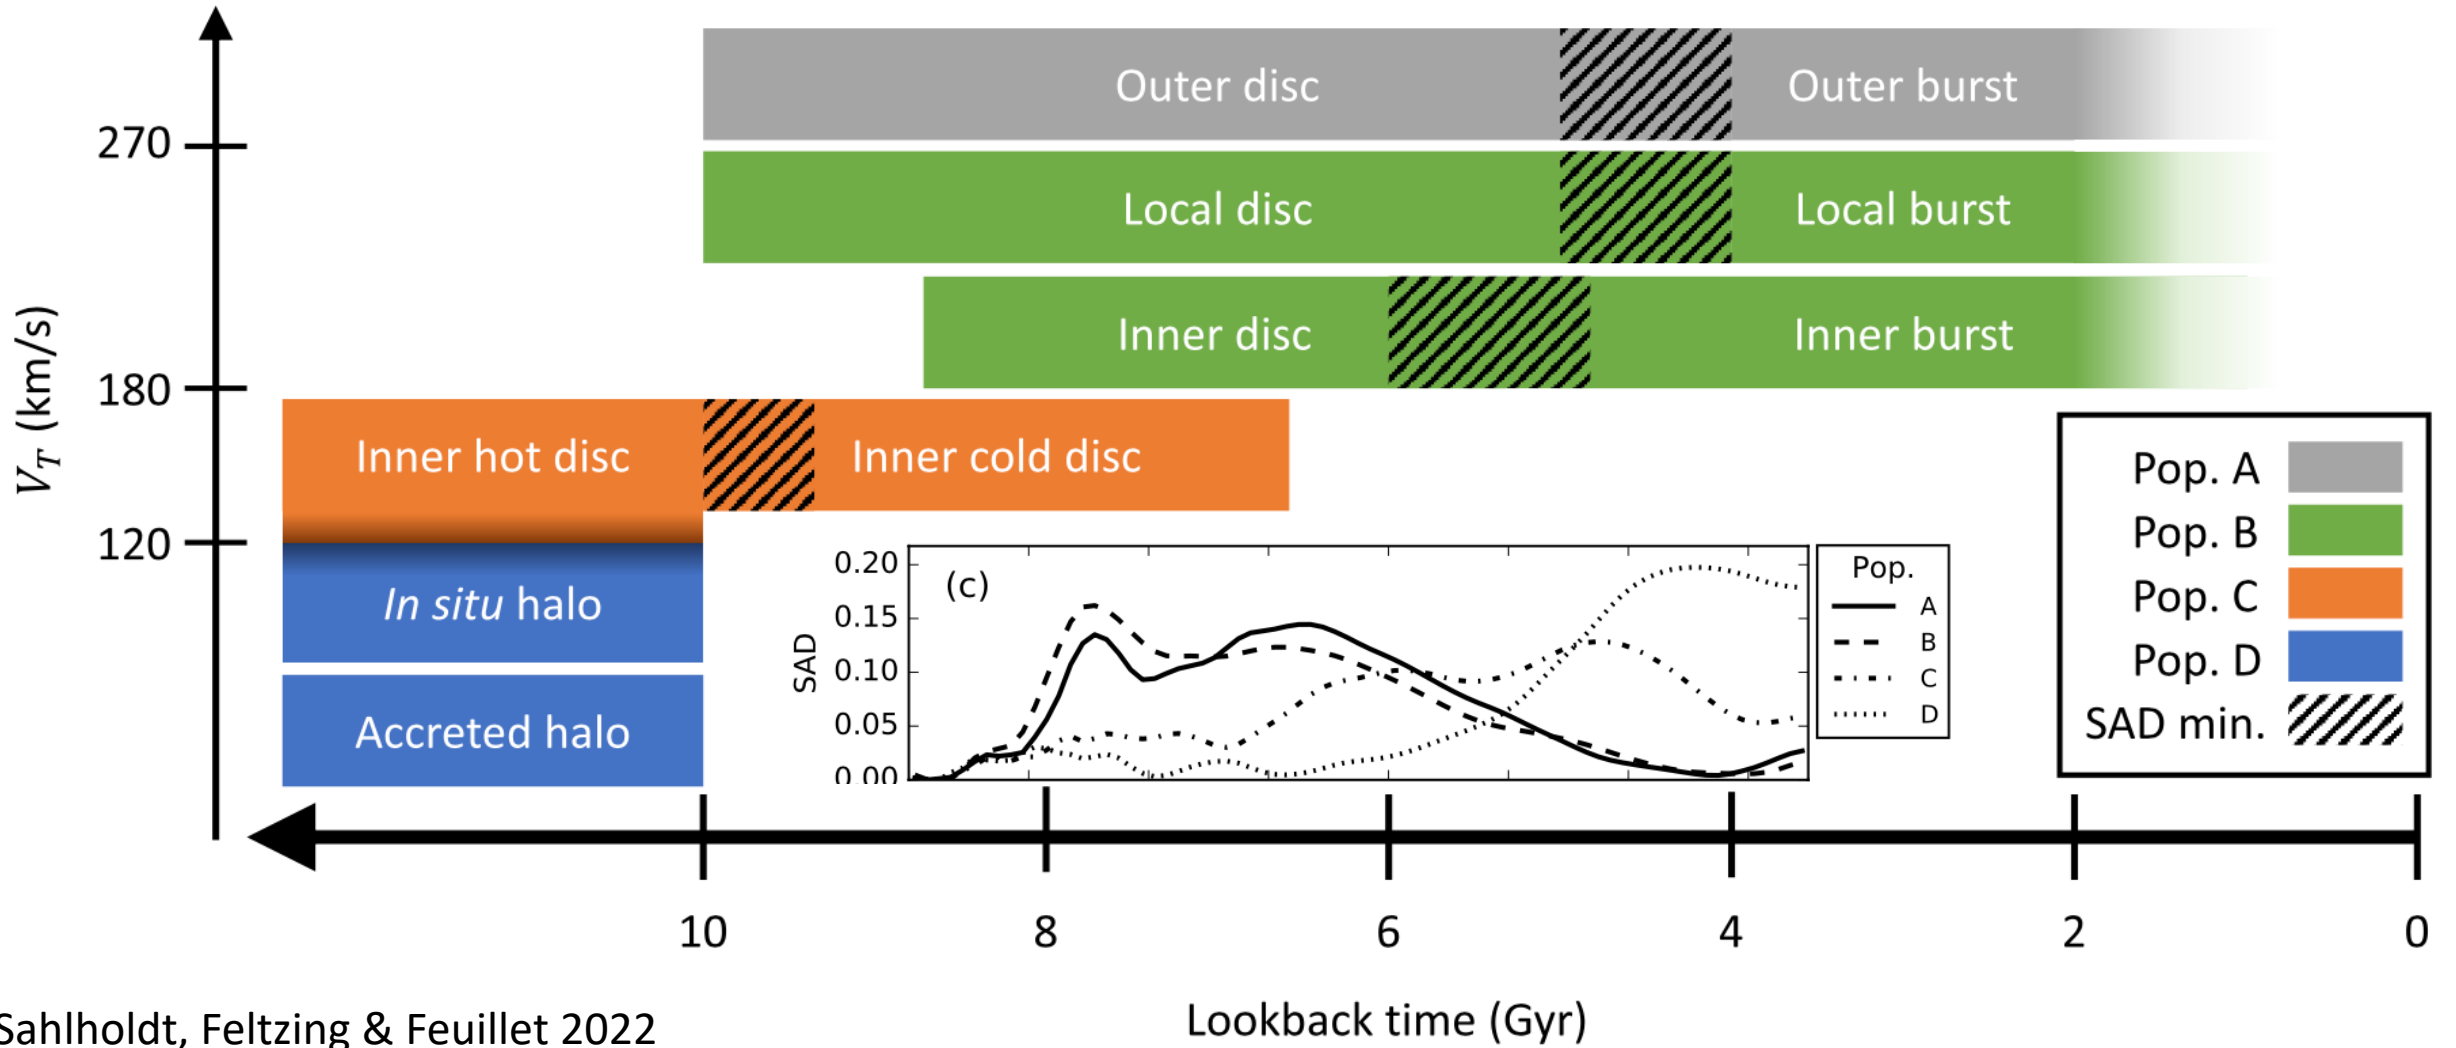 Outer disc Outer burst
270
Local disc Local burst
Inner disc Inner burst
180
V_T (km/s)
Inner hot disc Inner cold disc
120
In situ halo
Accreted halo
(c)
SAD
0.20
0.15
0.10
0.05
0.00
Pop.
A
B
C
D
Pop. A
Pop. B
Pop. C
Pop. D
SAD min.
10 8 6 4 2 0
Lookback time (Gyr)
Sahlholdt, Feltzing & Feuillet 2022